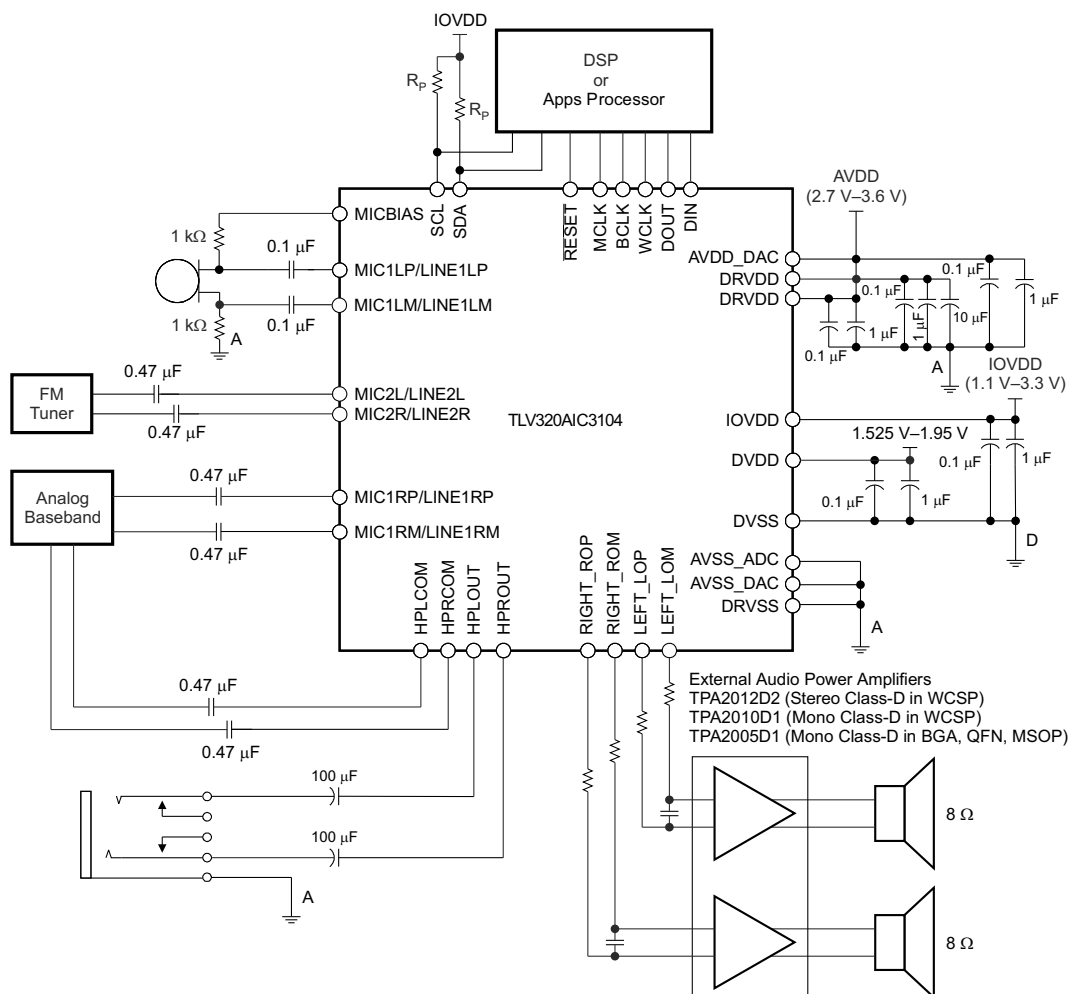 IOVDD
DSP
or
Apps Processor
R_P
R_P
SCL
SDA
RESET
MCLK
BCLK
WCLK
DOUT
DIN
AVDD
(2.7 V–3.6 V)
MICBIAS
1 kΩ
0.1 μF
MIC1LP/LINE1LP
MIC1LM/LINE1LM
1 kΩ
0.1 μF
A
AVDD_DAC
DRVDD
DRVDD
0.1 μF
1 μF
0.1 μF
1 μF
10 μF
0.1 μF
1 μF
A
FM
Tuner
0.47 μF
0.47 μF
MIC2L/LINE2L
MIC2R/LINE2R
TLV320AIC3104
IOVDD
(1.1 V–3.3 V)
IOVDD
1.525 V–1.95 V
DVDD
0.1 μF
1 μF
0.1 μF
1 μF
DVSS
D
Analog
Baseband
0.47 μF
0.47 μF
MIC1RP/LINE1RP
MIC1RM/LINE1RM
AVSS_ADC
AVSS_DAC
DRVSS
A
HPLCOM
HPRCOM
HPLOUT
HPROUT
RIGHT_ROP
RIGHT_ROM
LEFT_LOP
LEFT_LOM
0.47 μF
0.47 μF
External Audio Power Amplifiers
TPA2012D2 (Stereo Class-D in WCSP)
TPA2010D1 (Mono Class-D in WCSP)
TPA2005D1 (Mono Class-D in BGA, QFN, MSOP)
100 μF
100 μF
A
8 Ω
8 Ω